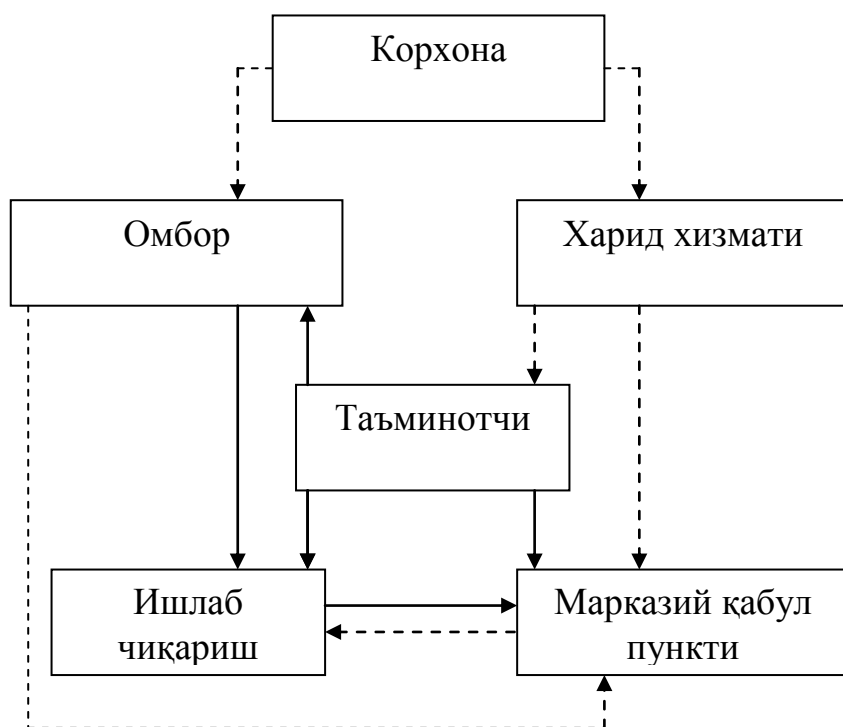 Корхона
Омбор
Харид хизмати
Таъминотчи
Ишлаб
чиқариш
Марказий қабул
пункти